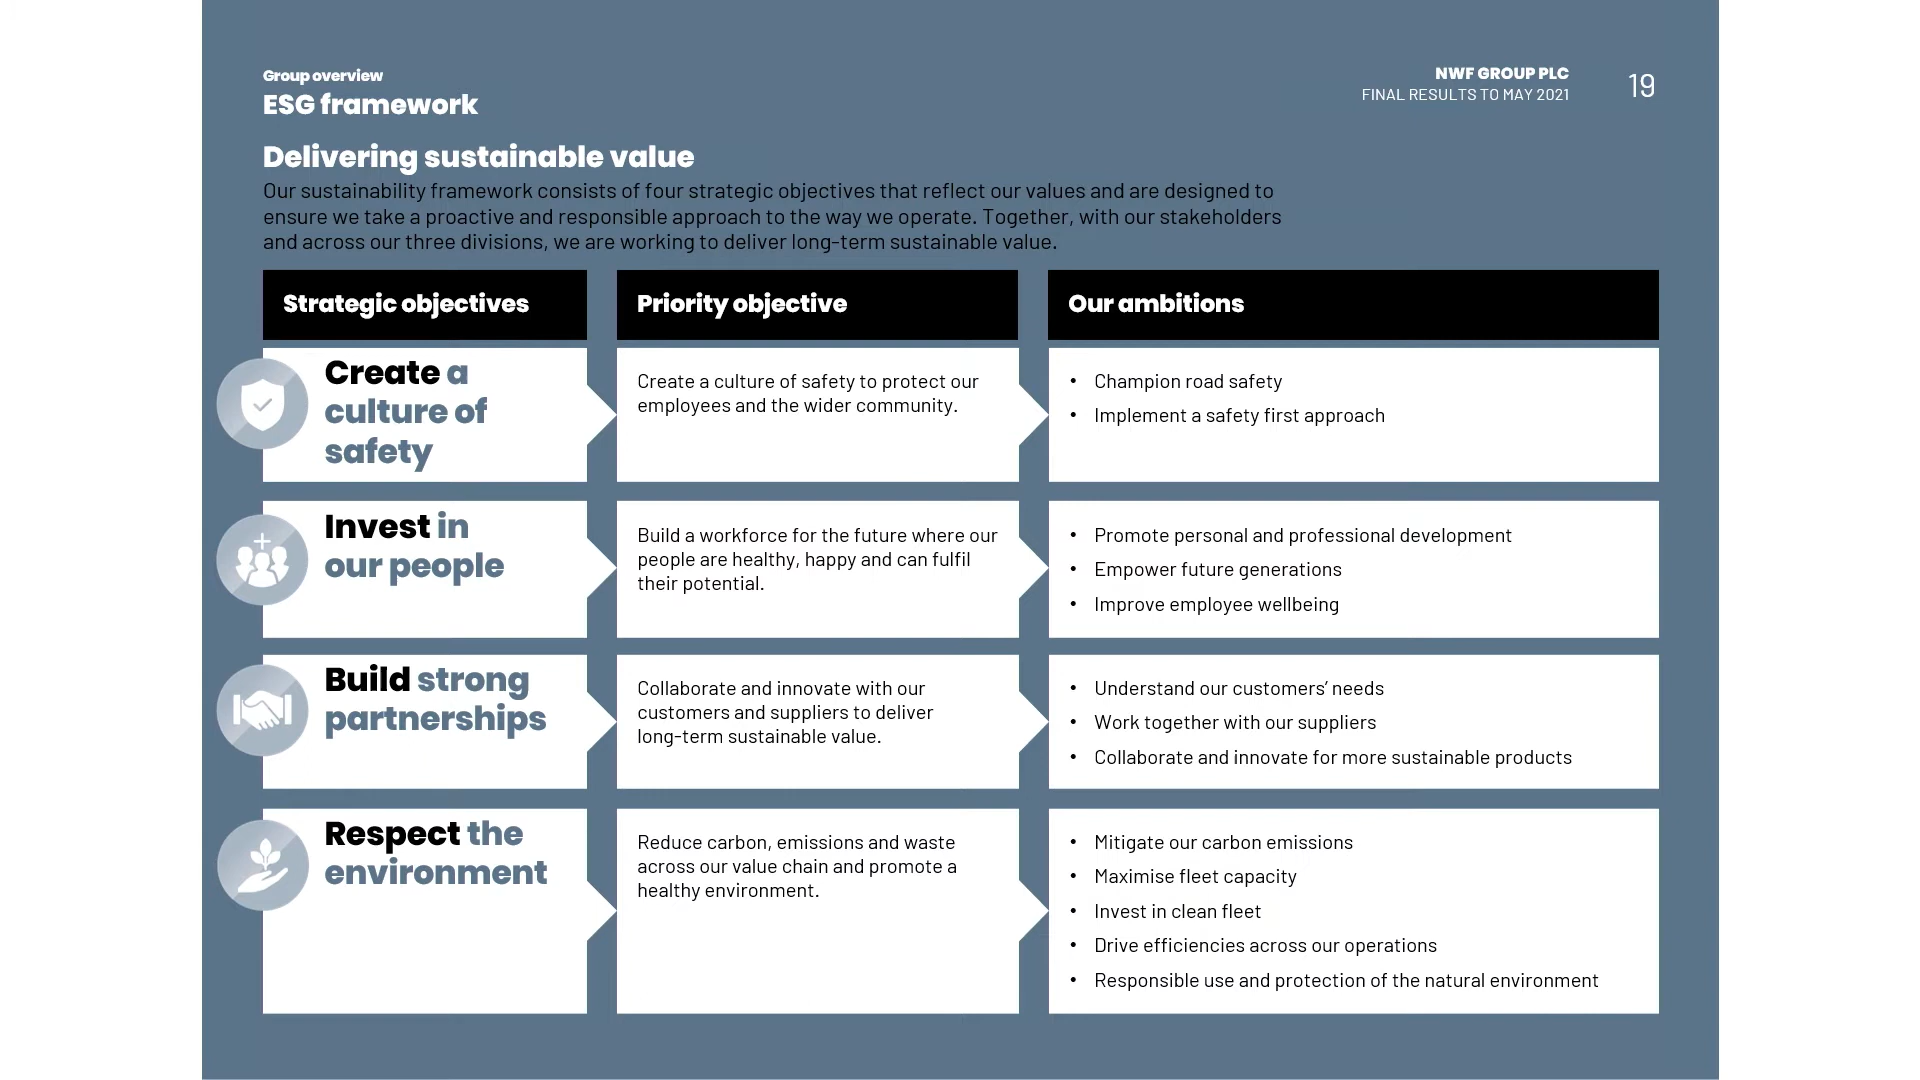 Group overview
ESG framework
NWF GROUP PLC
FINAL RESULTS TO MAY 2021
19
Delivering sustainable value
Our sustainability framework consists of four strategic objectives that reflect our values and are designed to
ensure we take a proactive and responsible approach to the way we operate. Together, with our stakeholders
and across our three divisions, we are working to deliver long-term sustainable value.
Strategic objectives
Priority objective
Our ambitions
Create a
culture of
safety
Create a culture of safety to protect our
employees and the wider community.
• Champion road safety
• Implement a safety first approach
Invest in
our people
Build a workforce for the future where our
people are healthy, happy and can fulfil
their potential.
• Promote personal and professional development
• Empower future generations
• Improve employee wellbeing
Build strong
partnerships
Collaborate and innovate with our
customers and suppliers to deliver
long-term sustainable value.
• Understand our customers’ needs
• Work together with our suppliers
• Collaborate and innovate for more sustainable products
Respect the
environment
Reduce carbon, emissions and waste
across our value chain and promote a
healthy environment.
• Mitigate our carbon emissions
• Maximise fleet capacity
• Invest in clean fleet
• Drive efficiencies across our operations
• Responsible use and protection of the natural environment